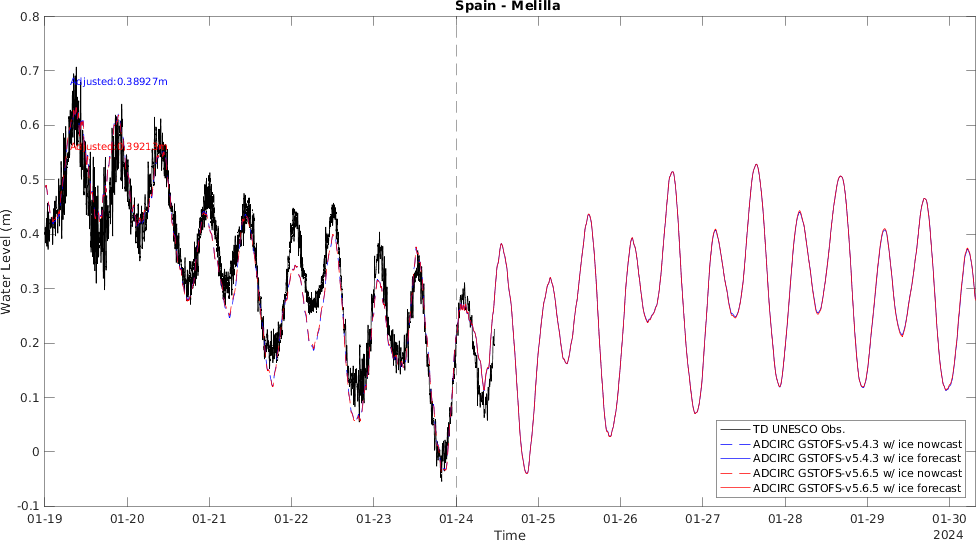 Spain - Melilla
0.8
0.7
0.6
0.5
0.4
0.3
0.2
0.1
0
-0.1
Water Level (m)
Adjusted:0.38927m
01-19
01-20
01-21
01-22
01-23
01-24
01-25
01-26
01-27
01-28
01-29
01-30
2024
Time
TD UNESCO Obs.
ADCIRC GSTOFS-v5.4.3 w/ ice nowcast
ADCIRC GSTOFS-v5.4.3 w/ ice forecast
ADCIRC GSTOFS-v5.6.5 w/ ice nowcast
ADCIRC GSTOFS-v5.6.5 w/ ice forecast